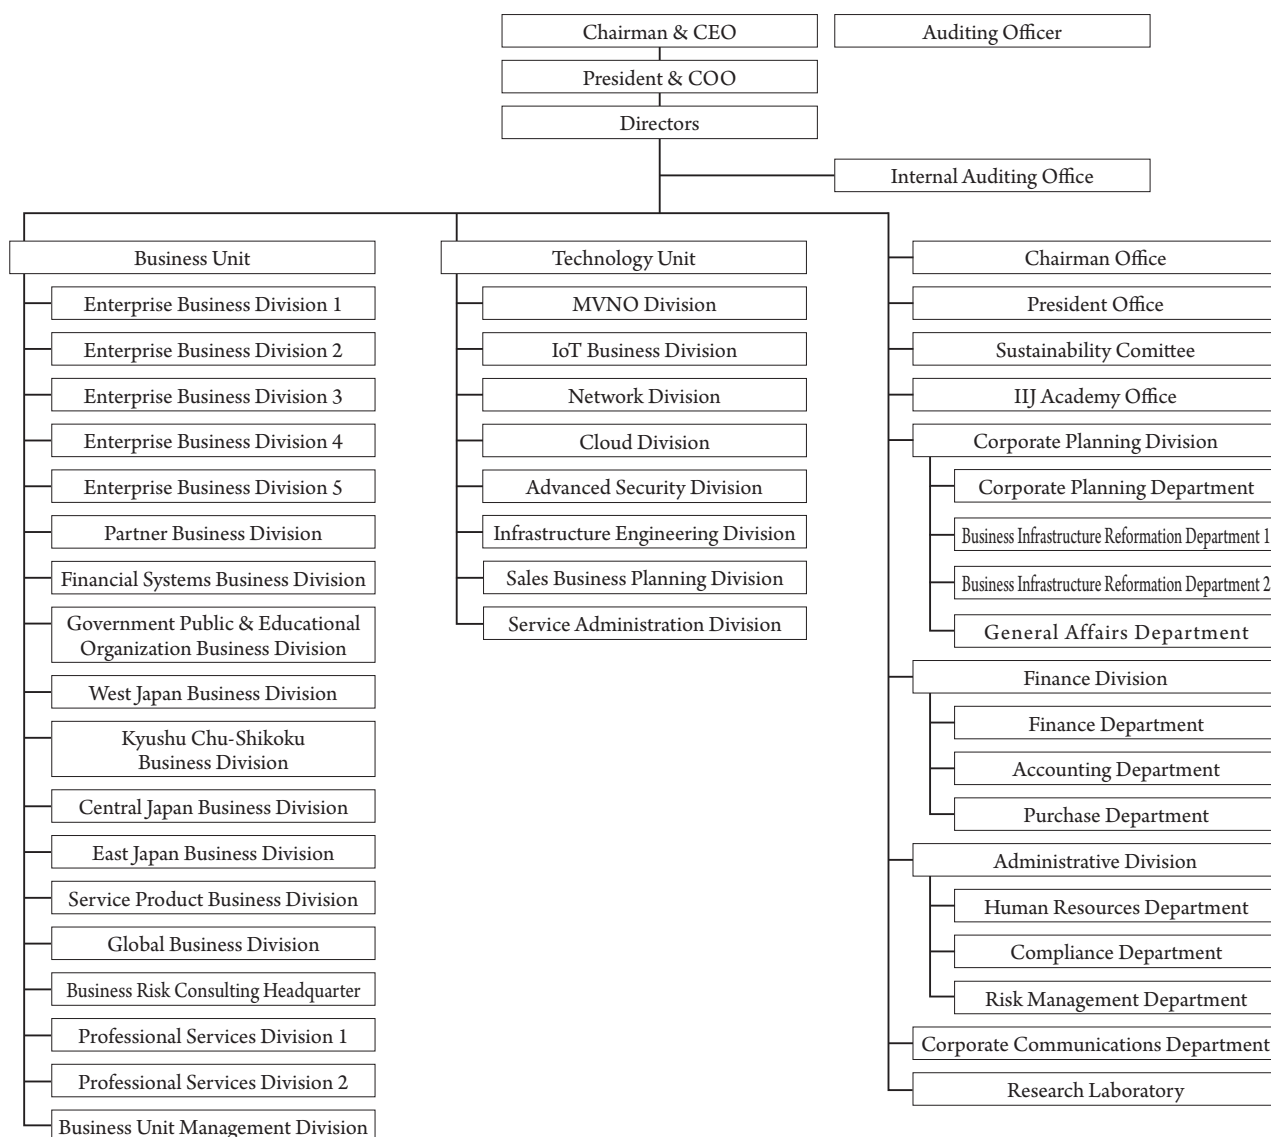 Chairman & CEO
Auditing Officer
President & COO
Directors
Internal Auditing Office
Business Unit
Enterprise Business Division 1
Enterprise Business Division 2
Enterprise Business Division 3
Enterprise Business Division 4
Enterprise Business Division 5
Partner Business Division
Financial Systems Business Division
Government Public & Educational
Organization Business Division
West Japan Business Division
Kyushu Chu-Shikoku
Business Division
Central Japan Business Division
East Japan Business Division
Service Product Business Division
Global Business Division
Business Risk Consulting Headquarter
Professional Services Division 1
Professional Services Division 2
Business Unit Management Division
Technology Unit
MVNO Division
IoT Business Division
Network Division
Cloud Division
Advanced Security Division
Infrastructure Engineering Division
Sales Business Planning Division
Service Administration Division
Chairman Office
President Office
Sustainability Comittee
IIJ Academy Office
Corporate Planning Division
Corporate Planning Department
Business Infrastructure Reformation Department 1
Business Infrastructure Reformation Department 2
General Affairs Department
Finance Division
Finance Department
Accounting Department
Purchase Department
Administrative Division
Human Resources Department
Compliance Department
Risk Management Department
Corporate Communications Department
Research Laboratory